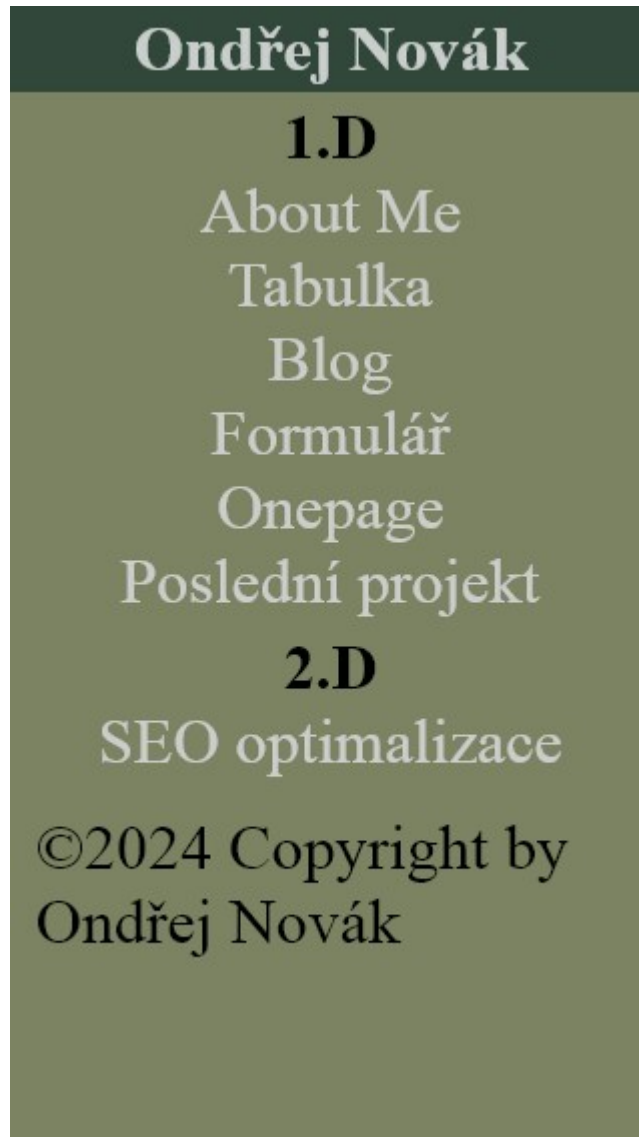 Ondřej Novák
1.D
About Me
Tabulka
Blog
Formulář
Onepage
Poslední projekt
2.D
SEO optimalizace
©2024 Copyright by
Ondřej Novák